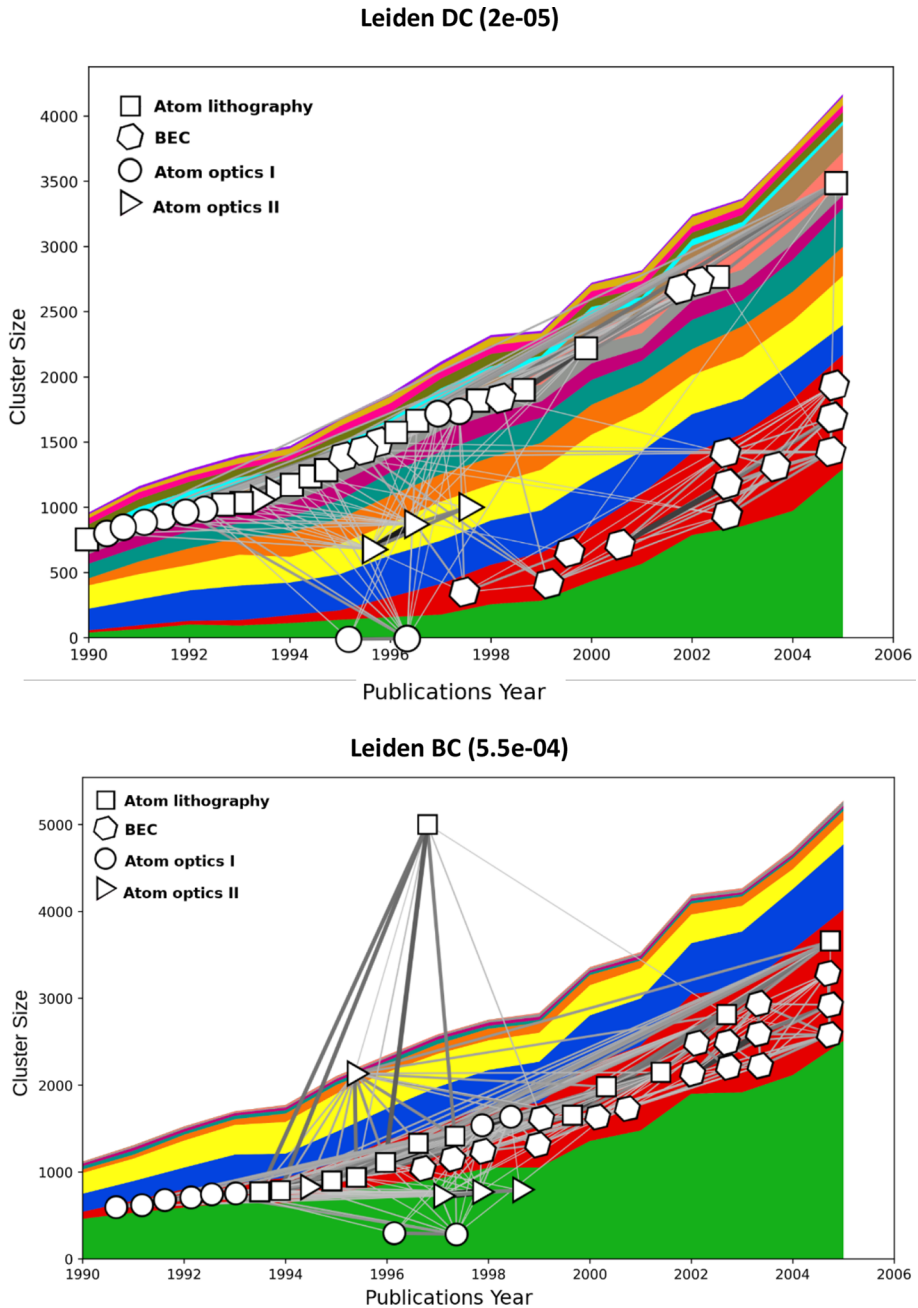 Leiden DC (2e-05)
Atom lithography
BEC
Atom optics I
Atom optics II
4000
3500
3000
2500
2000
1500
1000
500
0
Cluster Size
1990 1992 1994 1996 1998 2000 2002 2004 2006
Publications Year
Leiden BC (5.5e-04)
Atom lithography
BEC
Atom optics I
Atom optics II
5000
4000
3000
2000
1000
0
Cluster Size
1990 1992 1994 1996 1998 2000 2002 2004 2006
Publications Year